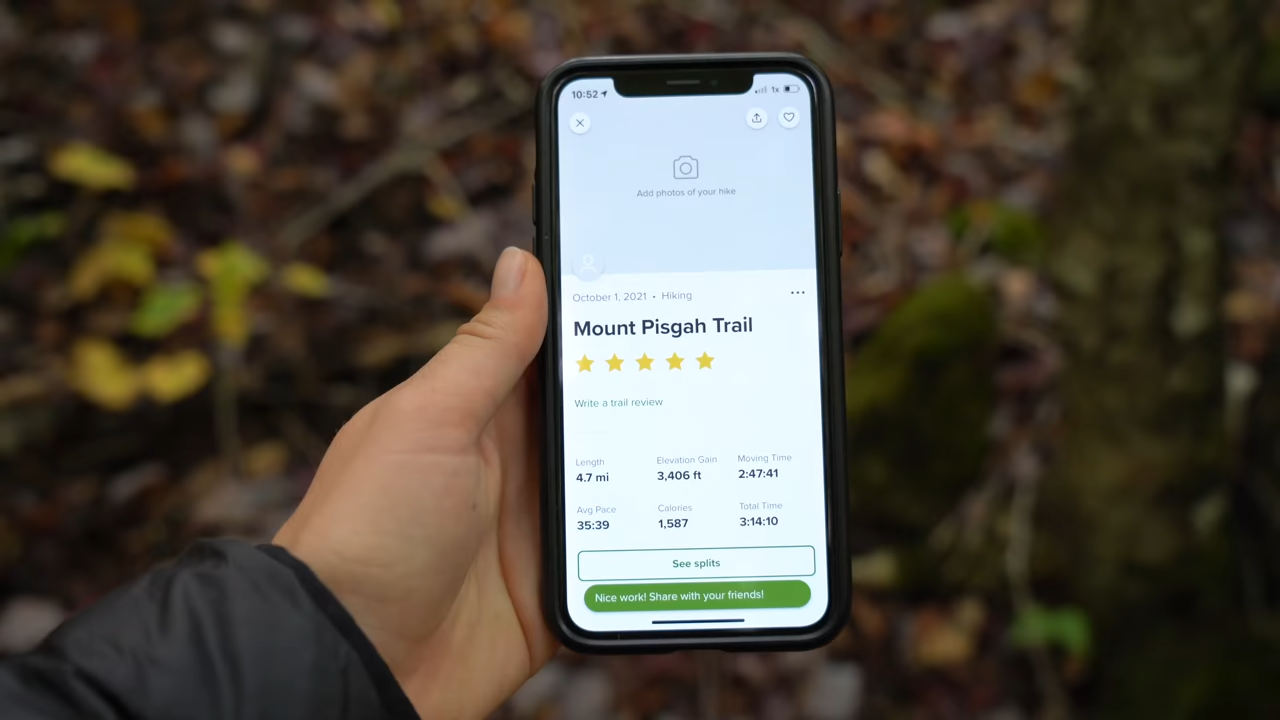 10:52 1x
Add photos of your hike
October 1, 2021 • Hiking
Mount Pisgah Trail
Write a trail review
Length Elevation Gain Moving Time
4.7 mi 3,406 ft 2:47:41
Avg Pace Calories Total Time
35:39 1,587 3:14:10
See splits
Nice work! Share with your friends!